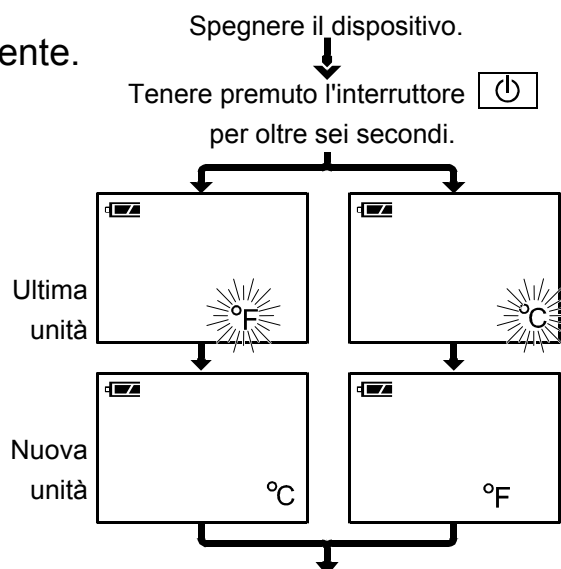 Spegnere il dispositivo.
ente.
Tenere premuto l'interruttore
per oltre sei secondi.
Ultima
unità
°F
°C
Nuova
unità
°C
°F